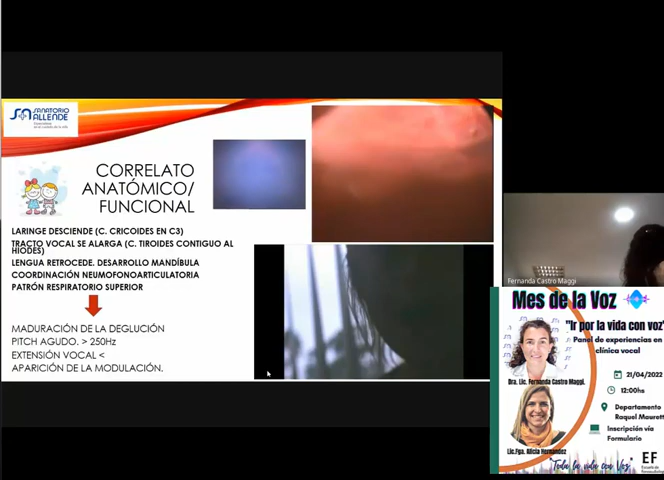 SANATORIO
ALLENDE
CORRELATO
ANATÓMICO/
FUNCIONAL
LARINGE DESCIENDE (C. CRICOIDES EN C3)
TRACTO VOCAL SE ALARGA (C. TIROIDES CONTIGUO AL
HIODES)
LENGUA RETROCEDE. DESARROLLO MANDÍBULA
COORDINACIÓN NEUMOFONOARTICULATORIA
PATRÓN RESPIRATORIO SUPERIOR
MADURACIÓN DE LA DEGLUCIÓN
PITCH AGUDO. > 250Hz
EXTENSIÓN VOCAL <
APARICIÓN DE LA MODULACIÓN.
Fernanda Castro Maggi
Mes de la Voz
"Ir por la vida con voz"
Panel de experiencias en
clínica vocal
Dra. Lic. Fernanda Castro Maggi.
21/04/2022
12:00hs
Departamento
Raquel Maurett
Inscripción vía
Formulario
Lic.Fga. Alicia Hernandez
"Toda la vida con Voz"
EF